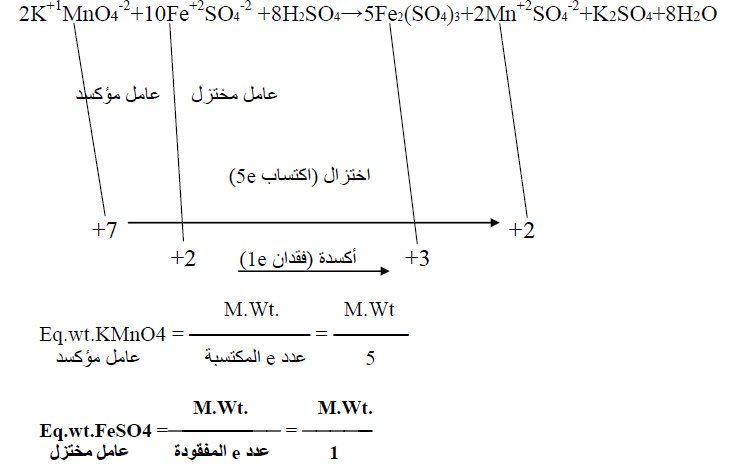 2K⁺¹MnO₄⁻²+10Fe⁺²SO₄⁻² +8H₂SO₄→5Fe₂(SO₄)₃+2Mn⁺²SO₄⁻²+K₂SO₄+8H₂O
عامل مؤكسد عامل مختزل
اختزال (اكتساب 5e)
+7 +2
+2 أكسدة (فقدان 1e) +3
M.Wt. M.Wt
Eq.wt.KMnO4 = =
عامل مؤكسد عدد e المكتسبة 5
M.Wt. M.Wt.
Eq.wt.FeSO4 = =
عامل مختزل عدد e المفقودة 1